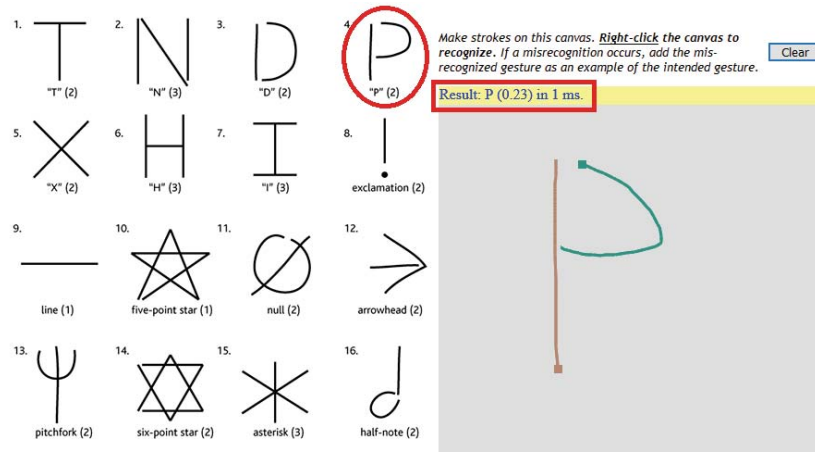 1.
2.
3.
4.
"T" (2)
"N" (3)
"D" (2)
"P" (2)
5.
6.
7.
8.
"X" (2)
"H" (3)
"I" (3)
exclamation (2)
9.
10.
11.
12.
line (1)
five-point star (1)
null (2)
arrowhead (2)
13.
14.
15.
16.
pitchfork (2)
six-point star (2)
asterisk (3)
half-note (2)
Make strokes on this canvas. Right-click the canvas to
recognize. If a misrecognition occurs, add the mis-
recognized gesture as an example of the intended gesture.
Clear
Result: P (0.23) in 1 ms.